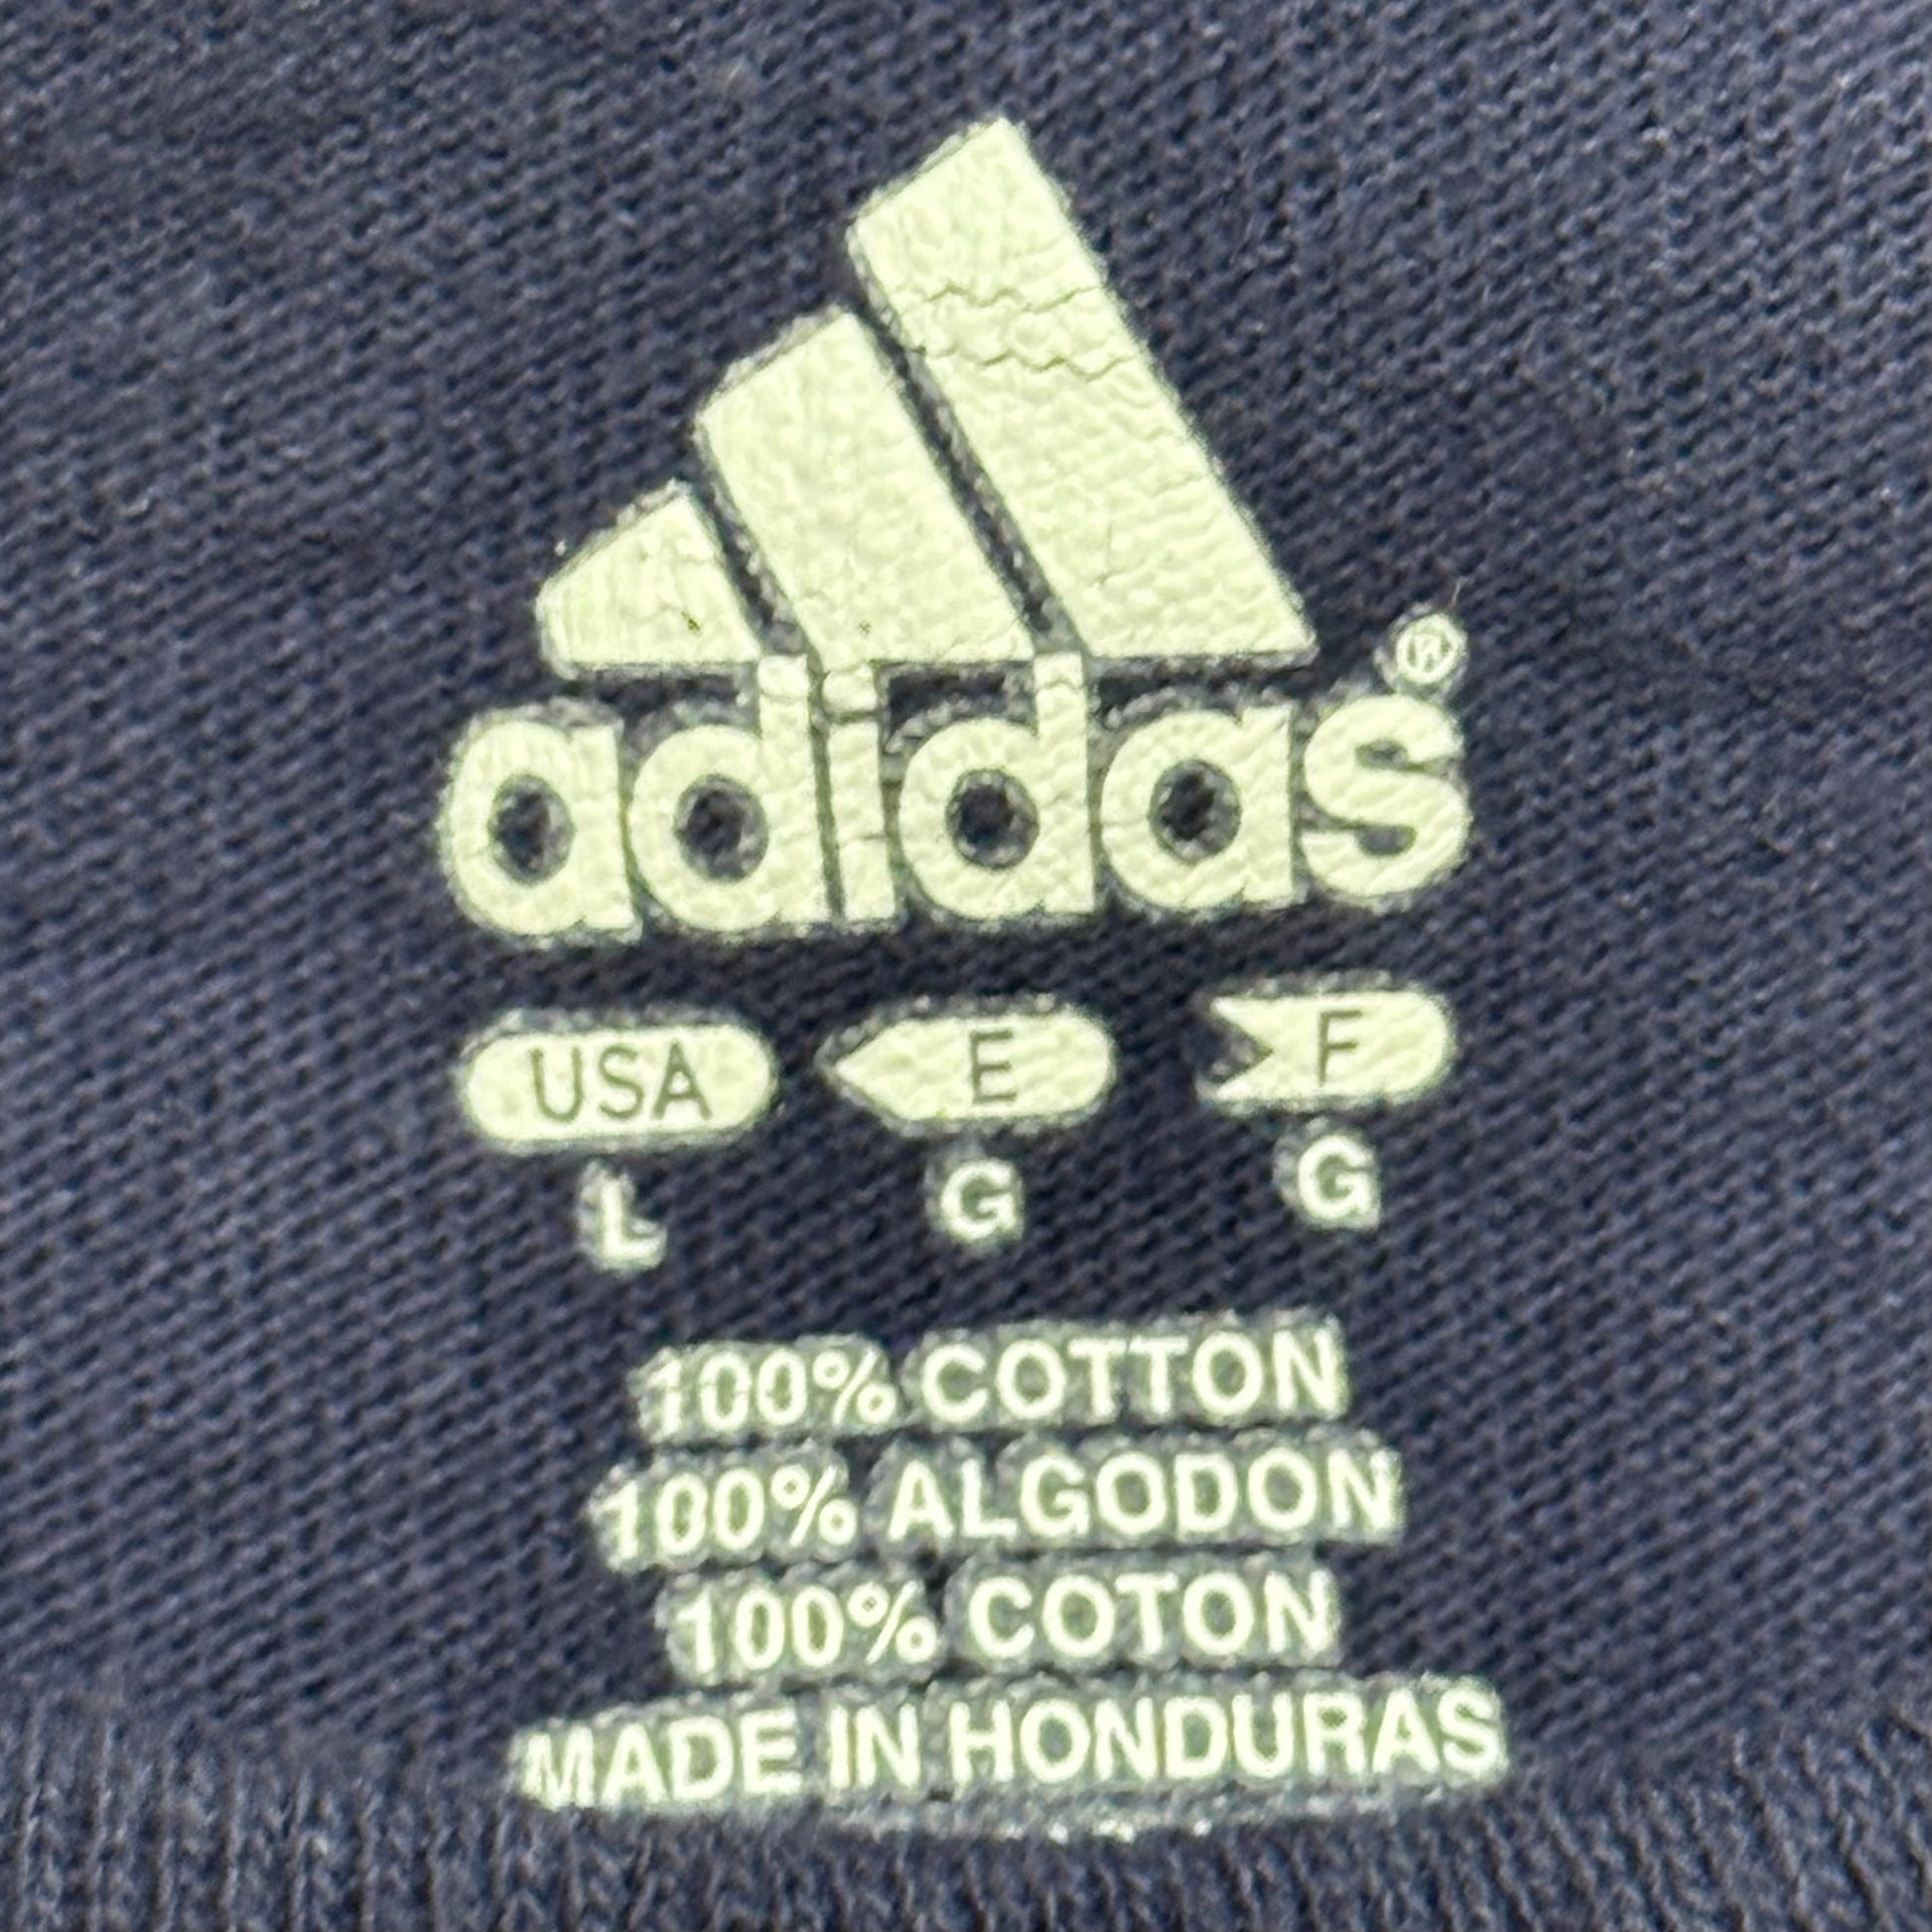 adidas®
USA E F
L G G
100% COTTON
100% ALGODON
100% COTON
MADE IN HONDURAS